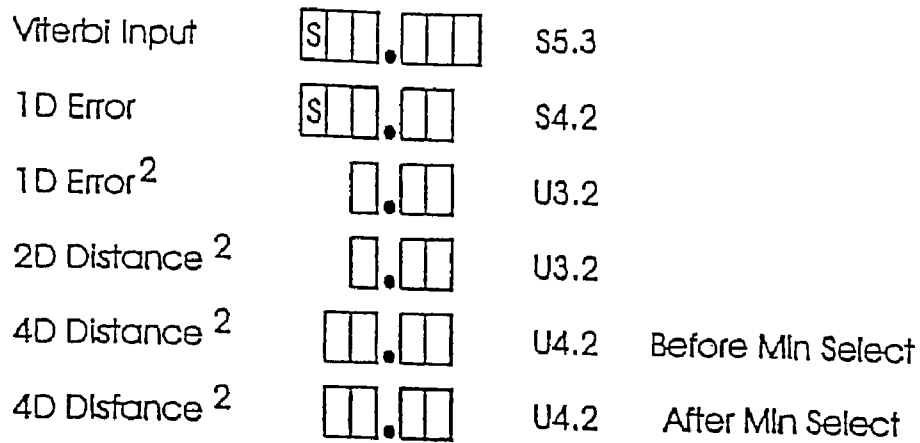 Viterbi Input S S5.3
1D Error S S4.2
1D Error2 U3.2
2D Distance 2 U3.2
4D Distance 2 U4.2 Before Min Select
4D Distance 2 U4.2 After Min Select